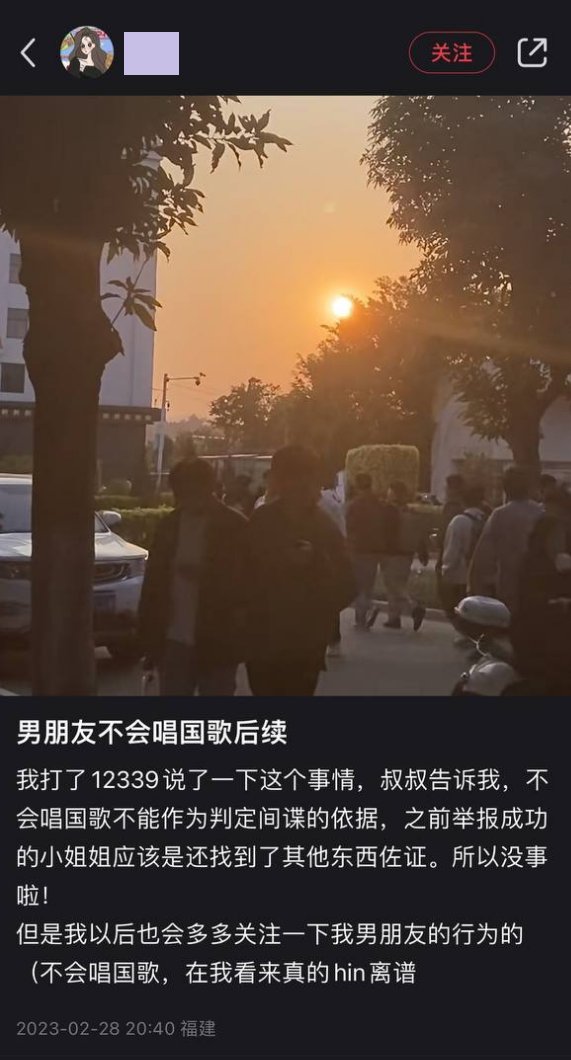 关注
男朋友不会唱国歌后续
我打了12339说了一下这个事情，叔叔告诉我，不
会唱国歌不能作为判定间谍的依据，之前举报成功
的小姐姐应该是还找到了其他东西佐证。所以没事
啦！
但是我以后也会多多关注一下我男朋友的行为的
（不会唱国歌，在我看来真的hin离谱
2023-02-28 20:40 福建